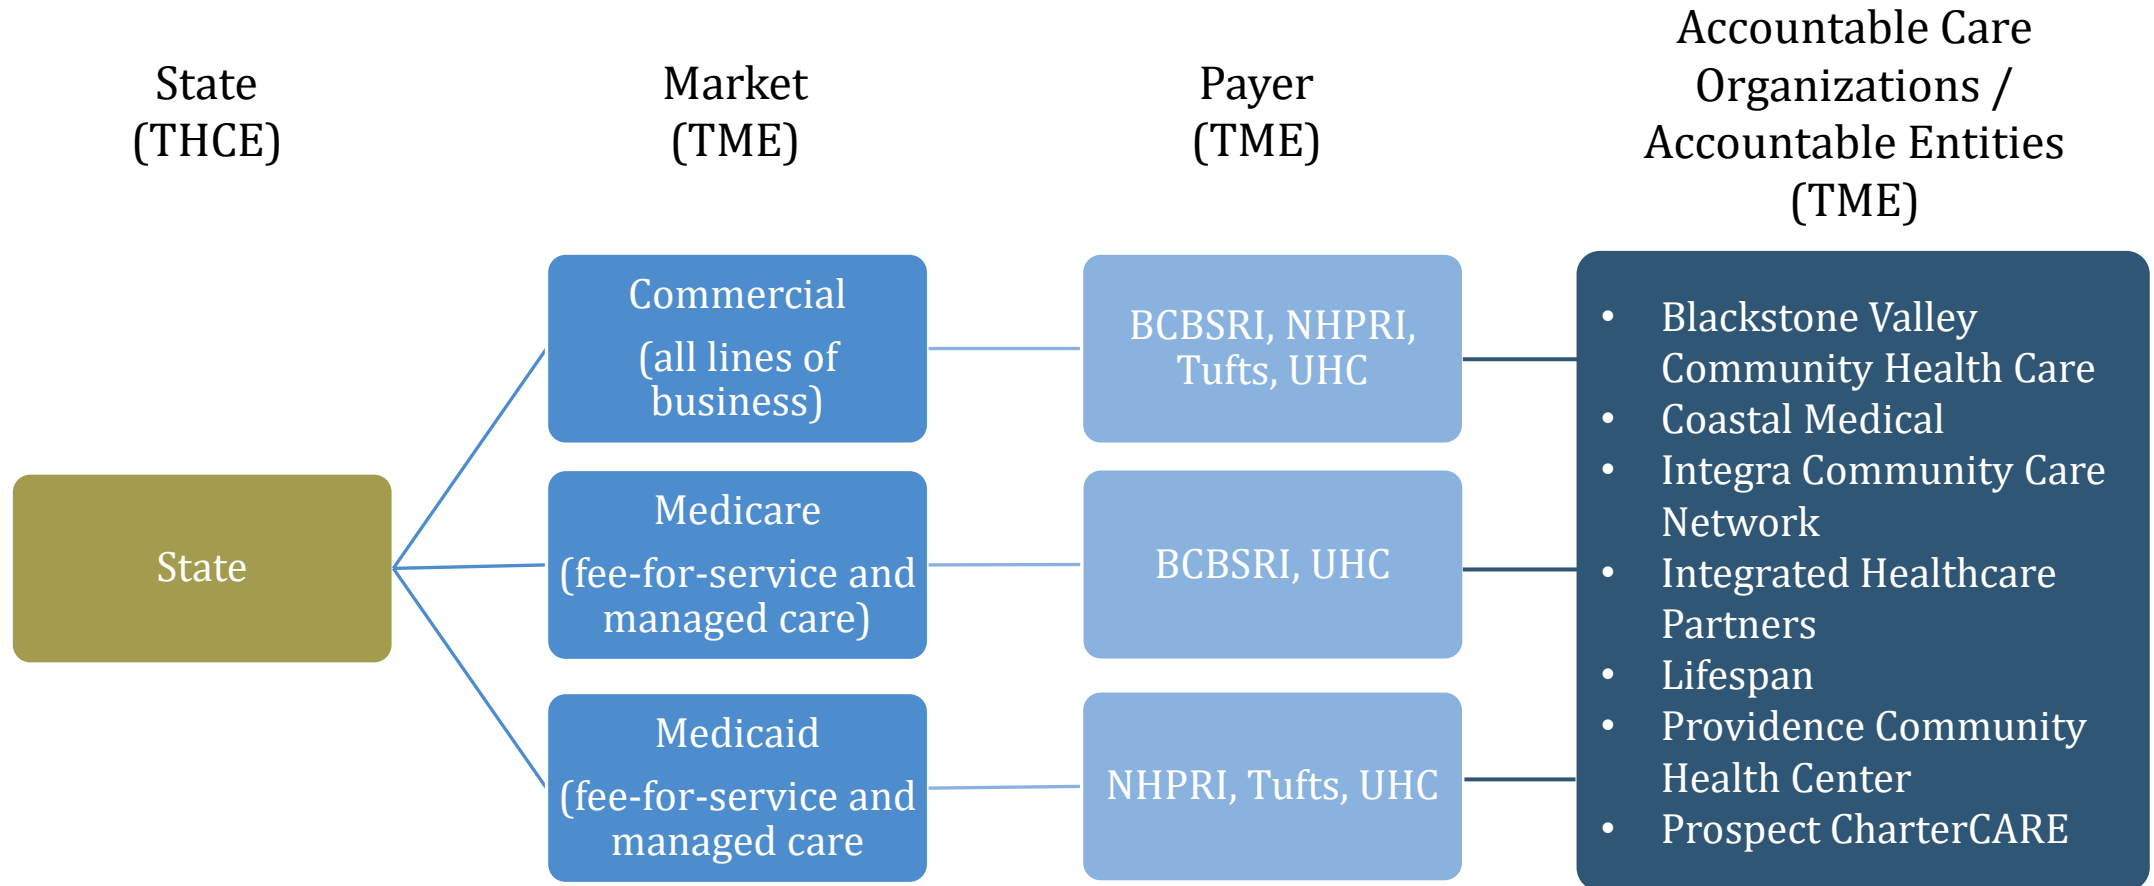 State
(THCE)
Market
(TME)
Payer
(TME)
Accountable Care
Organizations /
Accountable Entities
(TME)
State
Commercial
(all lines of
business)
Medicare
(fee-for-service and
managed care)
Medicaid
(fee-for-service and
managed care
BCBSRI, NHPRI,
Tufts, UHC
BCBSRI, UHC
NHPRI, Tufts, UHC
• Blackstone Valley
Community Health Care
• Coastal Medical
• Integra Community Care
Network
• Integrated Healthcare
Partners
• Lifespan
• Providence Community
Health Center
• Prospect CharterCARE